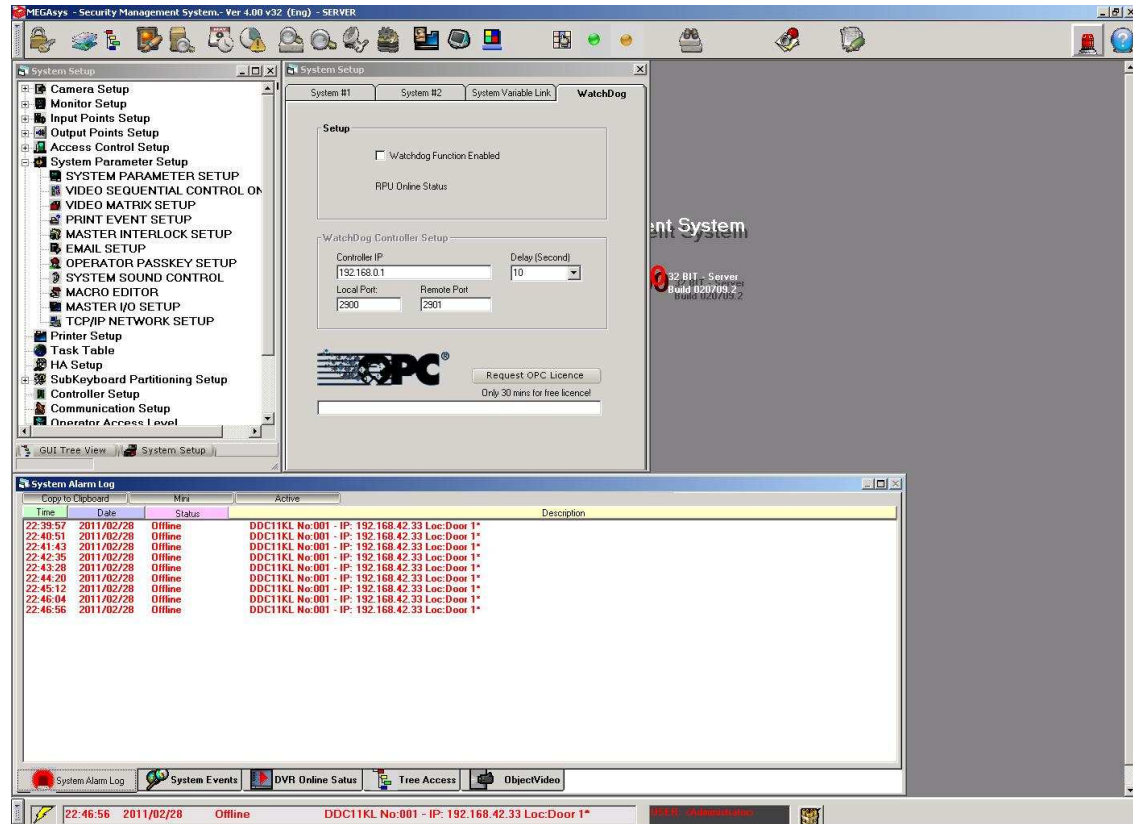 MEGAsys - Security Management System.- Ver 4.00 v32 (Eng) - SERVER
System Setup
Camera Setup
Monitor Setup
Input Points Setup
Output Points Setup
Access Control Setup
System Parameter Setup
SYSTEM PARAMETER SETUP
VIDEO SEQUENTIAL CONTROL ON
VIDEO MATRIX SETUP
PRINT EVENT SETUP
MASTER INTERLOCK SETUP
EMAIL SETUP
OPERATOR PASSKEY SETUP
SYSTEM SOUND CONTROL
MACRO EDITOR
MASTER I/O SETUP
TCP/IP NETWORK SETUP
Printer Setup
Task Table
HA Setup
SubKeyboard Partitioning Setup
Controller Setup
Communication Setup
Operator Access Level
GUI Tree View System Setup
System Setup
System #1 System #2 System Variable Link WatchDog
Setup
Watchdog Function Enabled
RPU Online Status
WatchDog Controller Setup
Controller IP Delay (Second)
192.168.0.1 10
Local Port: Remote Port
2900 2901
OPC®
Request OPC Licence
Only 30 mins for free licence!
ent System
32 BIT - Server
Build 020709.2
System Alarm Log
Copy to Clipboard Mini Active
Time Date Status Description
22:39:57 2011/02/28 Offline DDC11KL No:001 - IP: 192.168.42.33 Loc:Door 1*
22:40:51 2011/02/28 Offline DDC11KL No:001 - IP: 192.168.42.33 Loc:Door 1*
22:41:43 2011/02/28 Offline DDC11KL No:001 - IP: 192.168.42.33 Loc:Door 1*
22:42:35 2011/02/28 Offline DDC11KL No:001 - IP: 192.168.42.33 Loc:Door 1*
22:43:28 2011/02/28 Offline DDC11KL No:001 - IP: 192.168.42.33 Loc:Door 1*
22:44:20 2011/02/28 Offline DDC11KL No:001 - IP: 192.168.42.33 Loc:Door 1*
22:45:12 2011/02/28 Offline DDC11KL No:001 - IP: 192.168.42.33 Loc:Door 1*
22:46:04 2011/02/28 Offline DDC11KL No:001 - IP: 192.168.42.33 Loc:Door 1*
22:46:56 2011/02/28 Offline DDC11KL No:001 - IP: 192.168.42.33 Loc:Door 1*
System Alarm Log System Events DVR Online Satus Tree Access ObjectVideo
22:46:56 2011/02/28 Offline DDC11KL No:001 - IP: 192.168.42.33 Loc:Door 1*
USER: